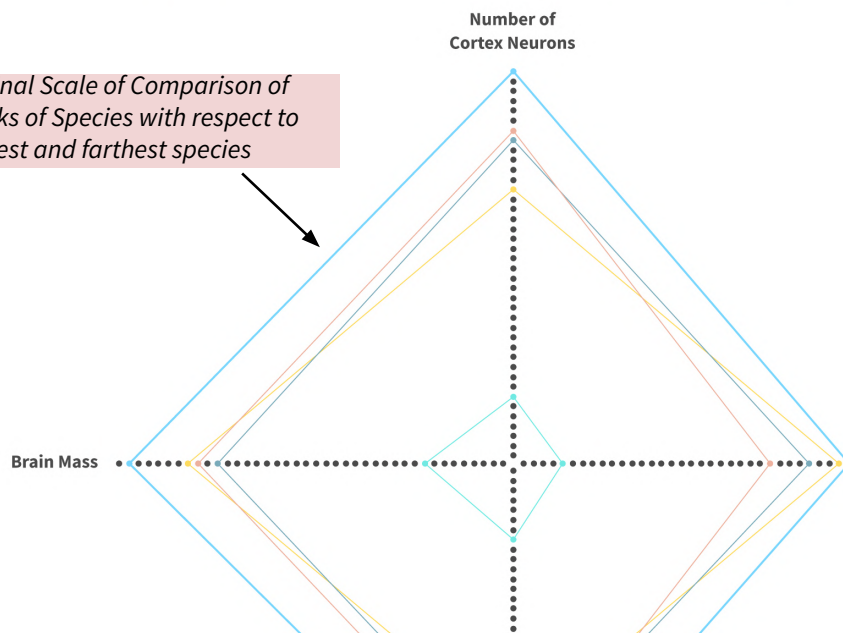 Number of
Cortex Neurons
nal Scale of Comparison of
ks of Species with respect to
est and farthest species
Brain Mass